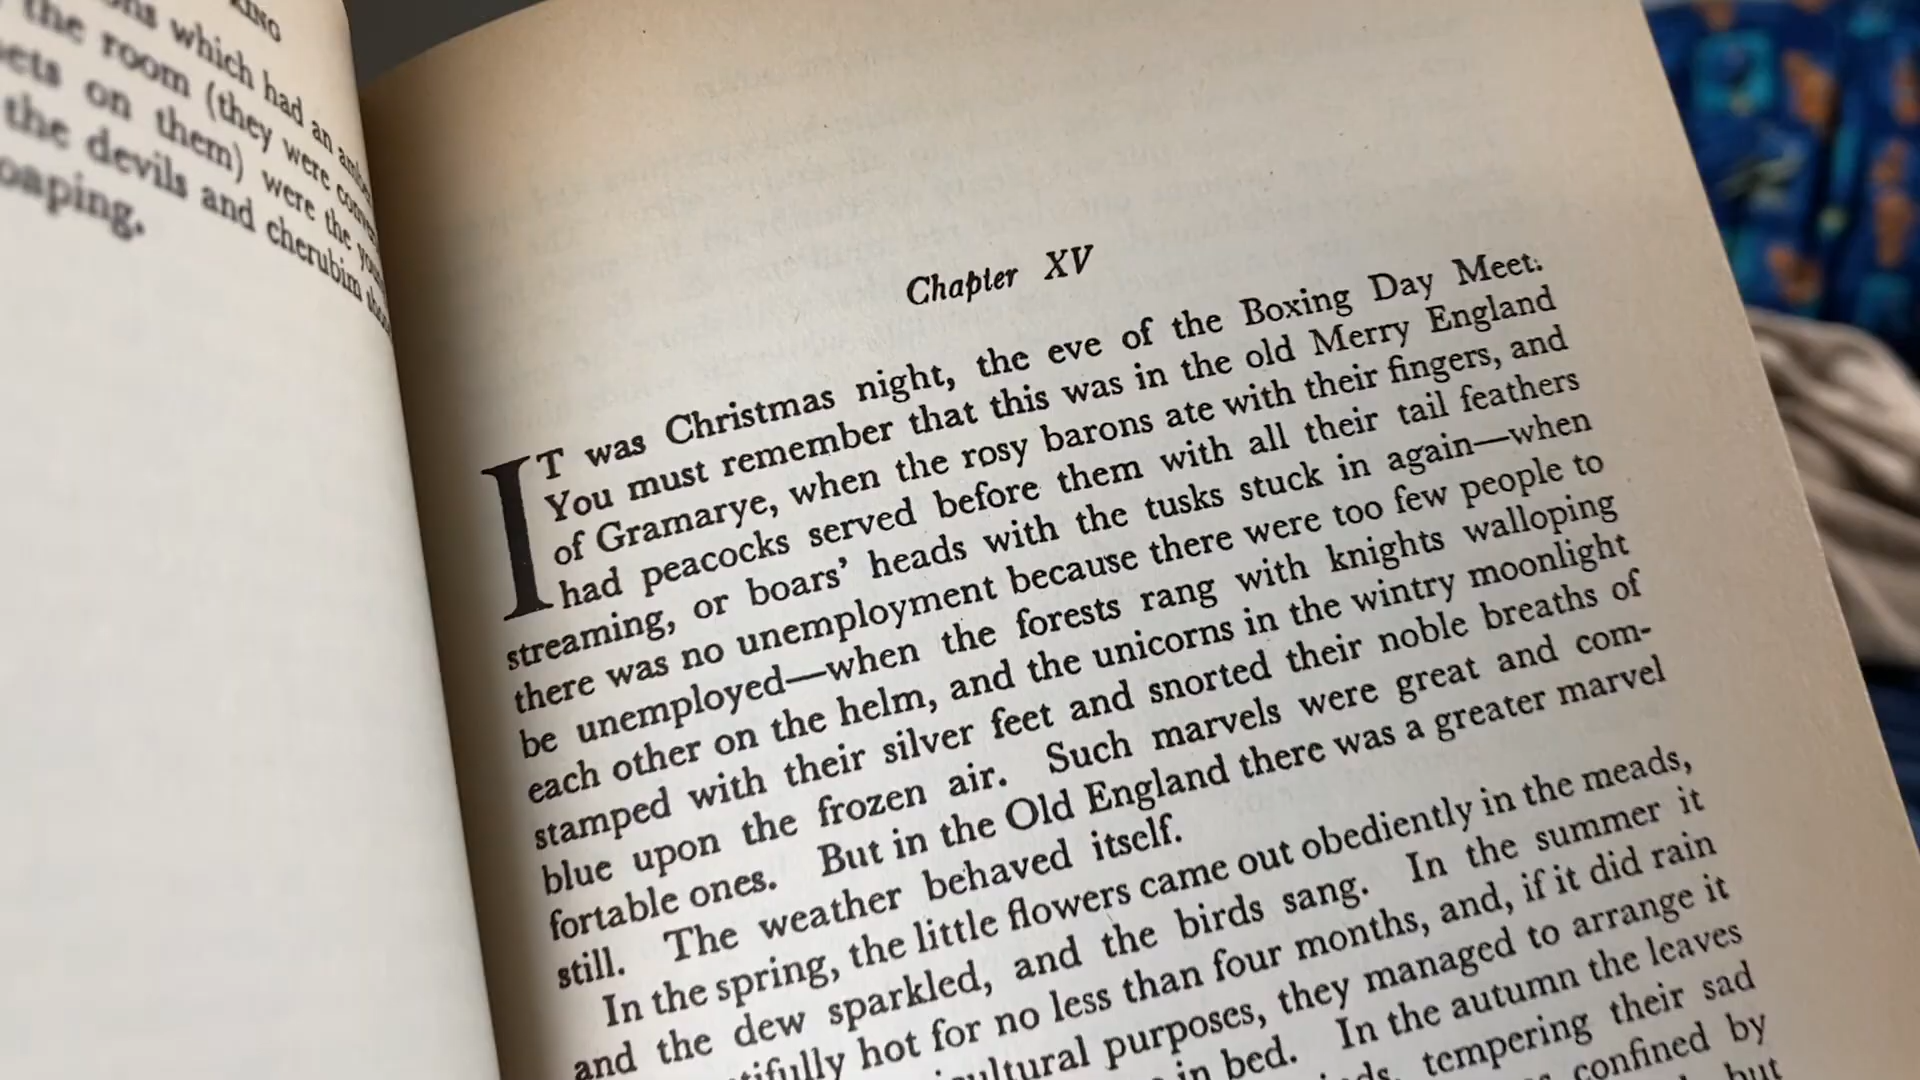 which had an
the room (they were
on them) were the
the devils and cherubim
Chapter XV
IT was Christmas night, the eve of the Boxing Day Meet.
You must remember that this was in the old Merry England
of Gramarye, when the rosy barons ate with their fingers, and
had peacocks served before them with all their tail feathers
streaming, or boars’ heads with the tusks stuck in again—when
there was no unemployment because there were too few people to
be unemployed—when the forests rang with knights walloping
each other on the helm, and the unicorns in the wintry moonlight
stamped with their silver feet and snorted their noble breaths of
blue upon the frozen air. Such marvels were great and com-
fortable ones. But in the Old England there was a greater marvel
still. The weather behaved itself.
In the spring, the little flowers came out obediently in the meads,
and the dew sparkled, and the birds sang. In the summer it
hot for no less than four months, and, if it did rain
purposes, they managed to arrange it
in bed. In the autumn the leaves
tempering their sad
confined by
but